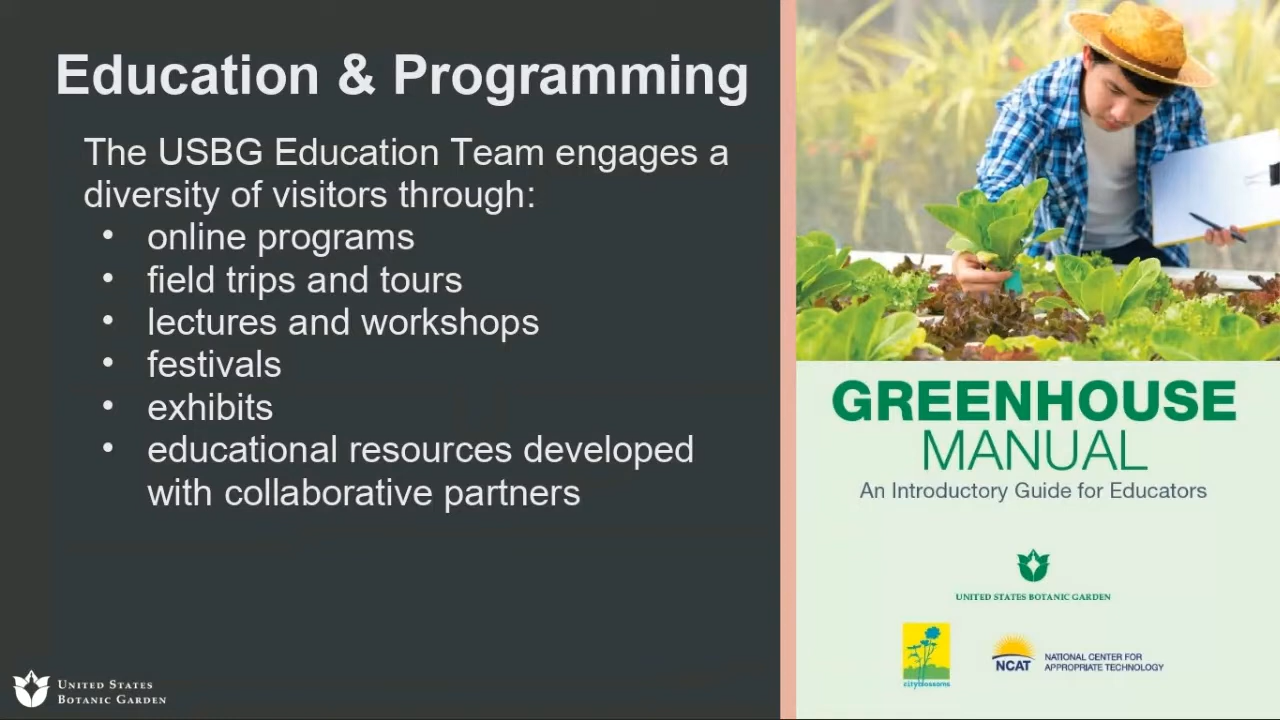 Education & Programming
The USBG Education Team engages a
diversity of visitors through:
• online programs
• field trips and tours
• lectures and workshops
• festivals
• exhibits
• educational resources developed
with collaborative partners
UNITED STATES
BOTANIC GARDEN
GREENHOUSE
MANUAL
An Introductory Guide for Educators
UNITED STATES BOTANIC GARDEN
cityblossoms
NCAT
NATIONAL CENTER FOR
APPROPRIATE TECHNOLOGY